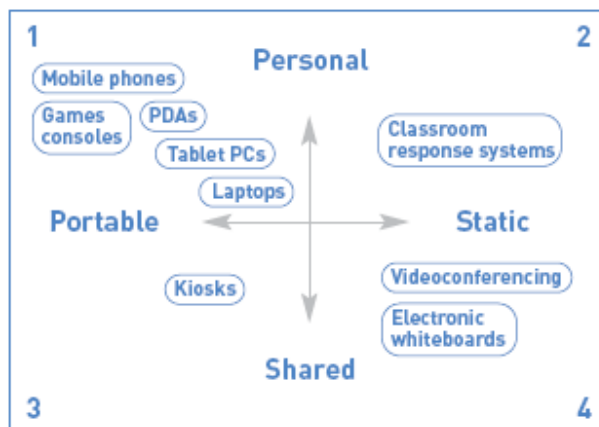 1
2
Personal
Mobile phones
Games
consoles
PDAs
Tablet PCs
Laptops
Classroom
response systems
Portable
Static
Kiosks
Videoconferencing
Electronic
whiteboards
Shared
3
4